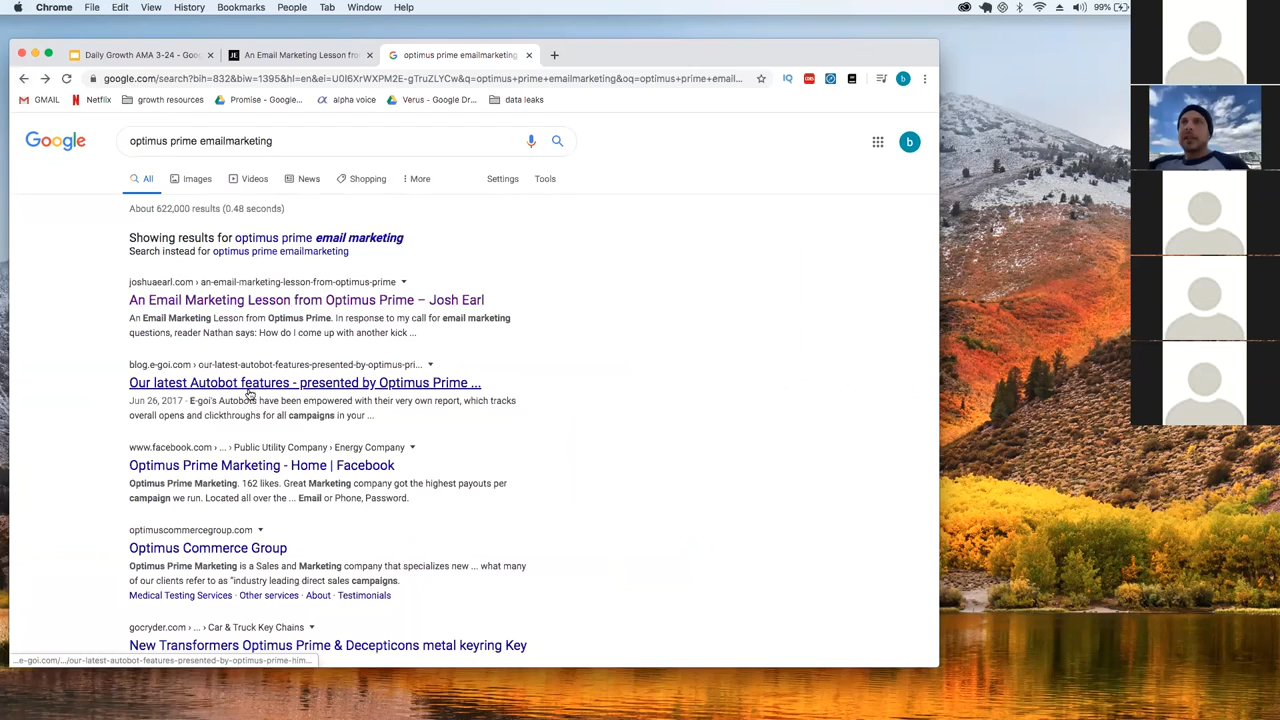 Chrome File Edit View History Bookmarks People Tab Window Help 99%
Daily Growth AMA 3-24 - Goo An Email Marketing Lesson fro optimus prime emailmarketing
google.com/search?bih=832&biw=1395&hl=en&ei=U0I6XrWXPM2E-gTruZLYCw&q=optimus+prime+emailmarketing&oq=optimus+prime+email...
GMAIL Netflix growth resources Promise - Google... alpha voice Verus - Google Dr... data leaks
Google optimus prime emailmarketing
All Images Videos News Shopping More Settings Tools
About 622,000 results (0.48 seconds)
Showing results for optimus prime email marketing
Search instead for optimus prime emailmarketing
joshuaearl.com › an-email-marketing-lesson-from-optimus-prime
An Email Marketing Lesson from Optimus Prime – Josh Earl
An Email Marketing Lesson from Optimus Prime. In response to my call for email marketing
questions, reader Nathan says: How do I come up with another kick ...
blog.e-goi.com › our-latest-autobot-features-presented-by-optimus-pri...
Our latest Autobot features - presented by Optimus Prime ...
Jun 26, 2017 - E-goi's Autobots have been empowered with their very own report, which tracks
overall opens and clickthroughs for all campaigns in your ...
www.facebook.com › ... › Public Utility Company › Energy Company
Optimus Prime Marketing - Home | Facebook
Optimus Prime Marketing. 162 likes. Great Marketing company got the highest payouts per
campaign we run. Located all over the ... Email or Phone, Password.
optimuscommercegroup.com
Optimus Commerce Group
Optimus Prime Marketing is a Sales and Marketing company that specializes new ... what many
of our clients refer to as "industry leading direct sales campaigns.
Medical Testing Services · Other services · About · Testimonials
gocryder.com › ... › Car & Truck Key Chains
New Transformers Optimus Prime & Decepticons metal keyring Key
...e-goi.com/.../our-latest-autobot-features-presented-by-optimus-prime-him...